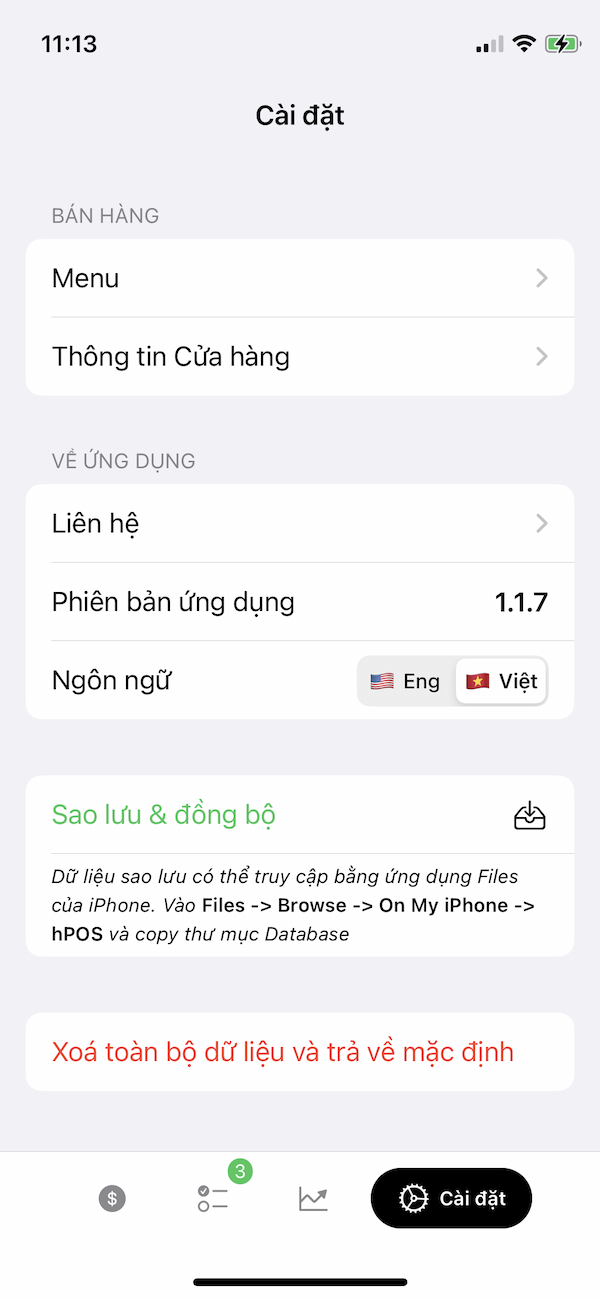 11:13
Cài đặt
BÁN HÀNG
Menu
Thông tin Cửa hàng
VỀ ỨNG DỤNG
Liên hệ
Phiên bản ứng dụng 1.1.7
Ngôn ngữ Eng Việt
Sao lưu & đồng bộ
Dữ liệu sao lưu có thể truy cập bằng ứng dụng Files
của iPhone. Vào Files -> Browse -> On My iPhone ->
hPOS và copy thư mục Database
Xoá toàn bộ dữ liệu và trả về mặc định
3
$ Cài đặt